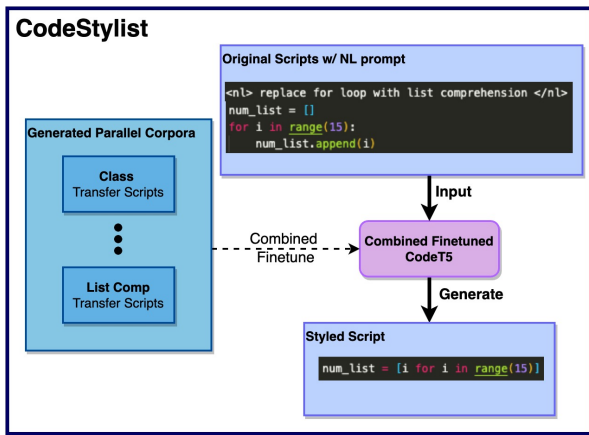 CodeStylist
Original Scripts w/ NL prompt
<nl> replace for loop with list comprehension </nl>
num_list = []
for i in range(15):
    num_list.append(i)
Generated Parallel Corpora
Class
Transfer Scripts
List Comp
Transfer Scripts
Combined
Finetune
Input
Combined Finetuned
CodeT5
Generate
Styled Script
num_list = [i for i in range(15)]